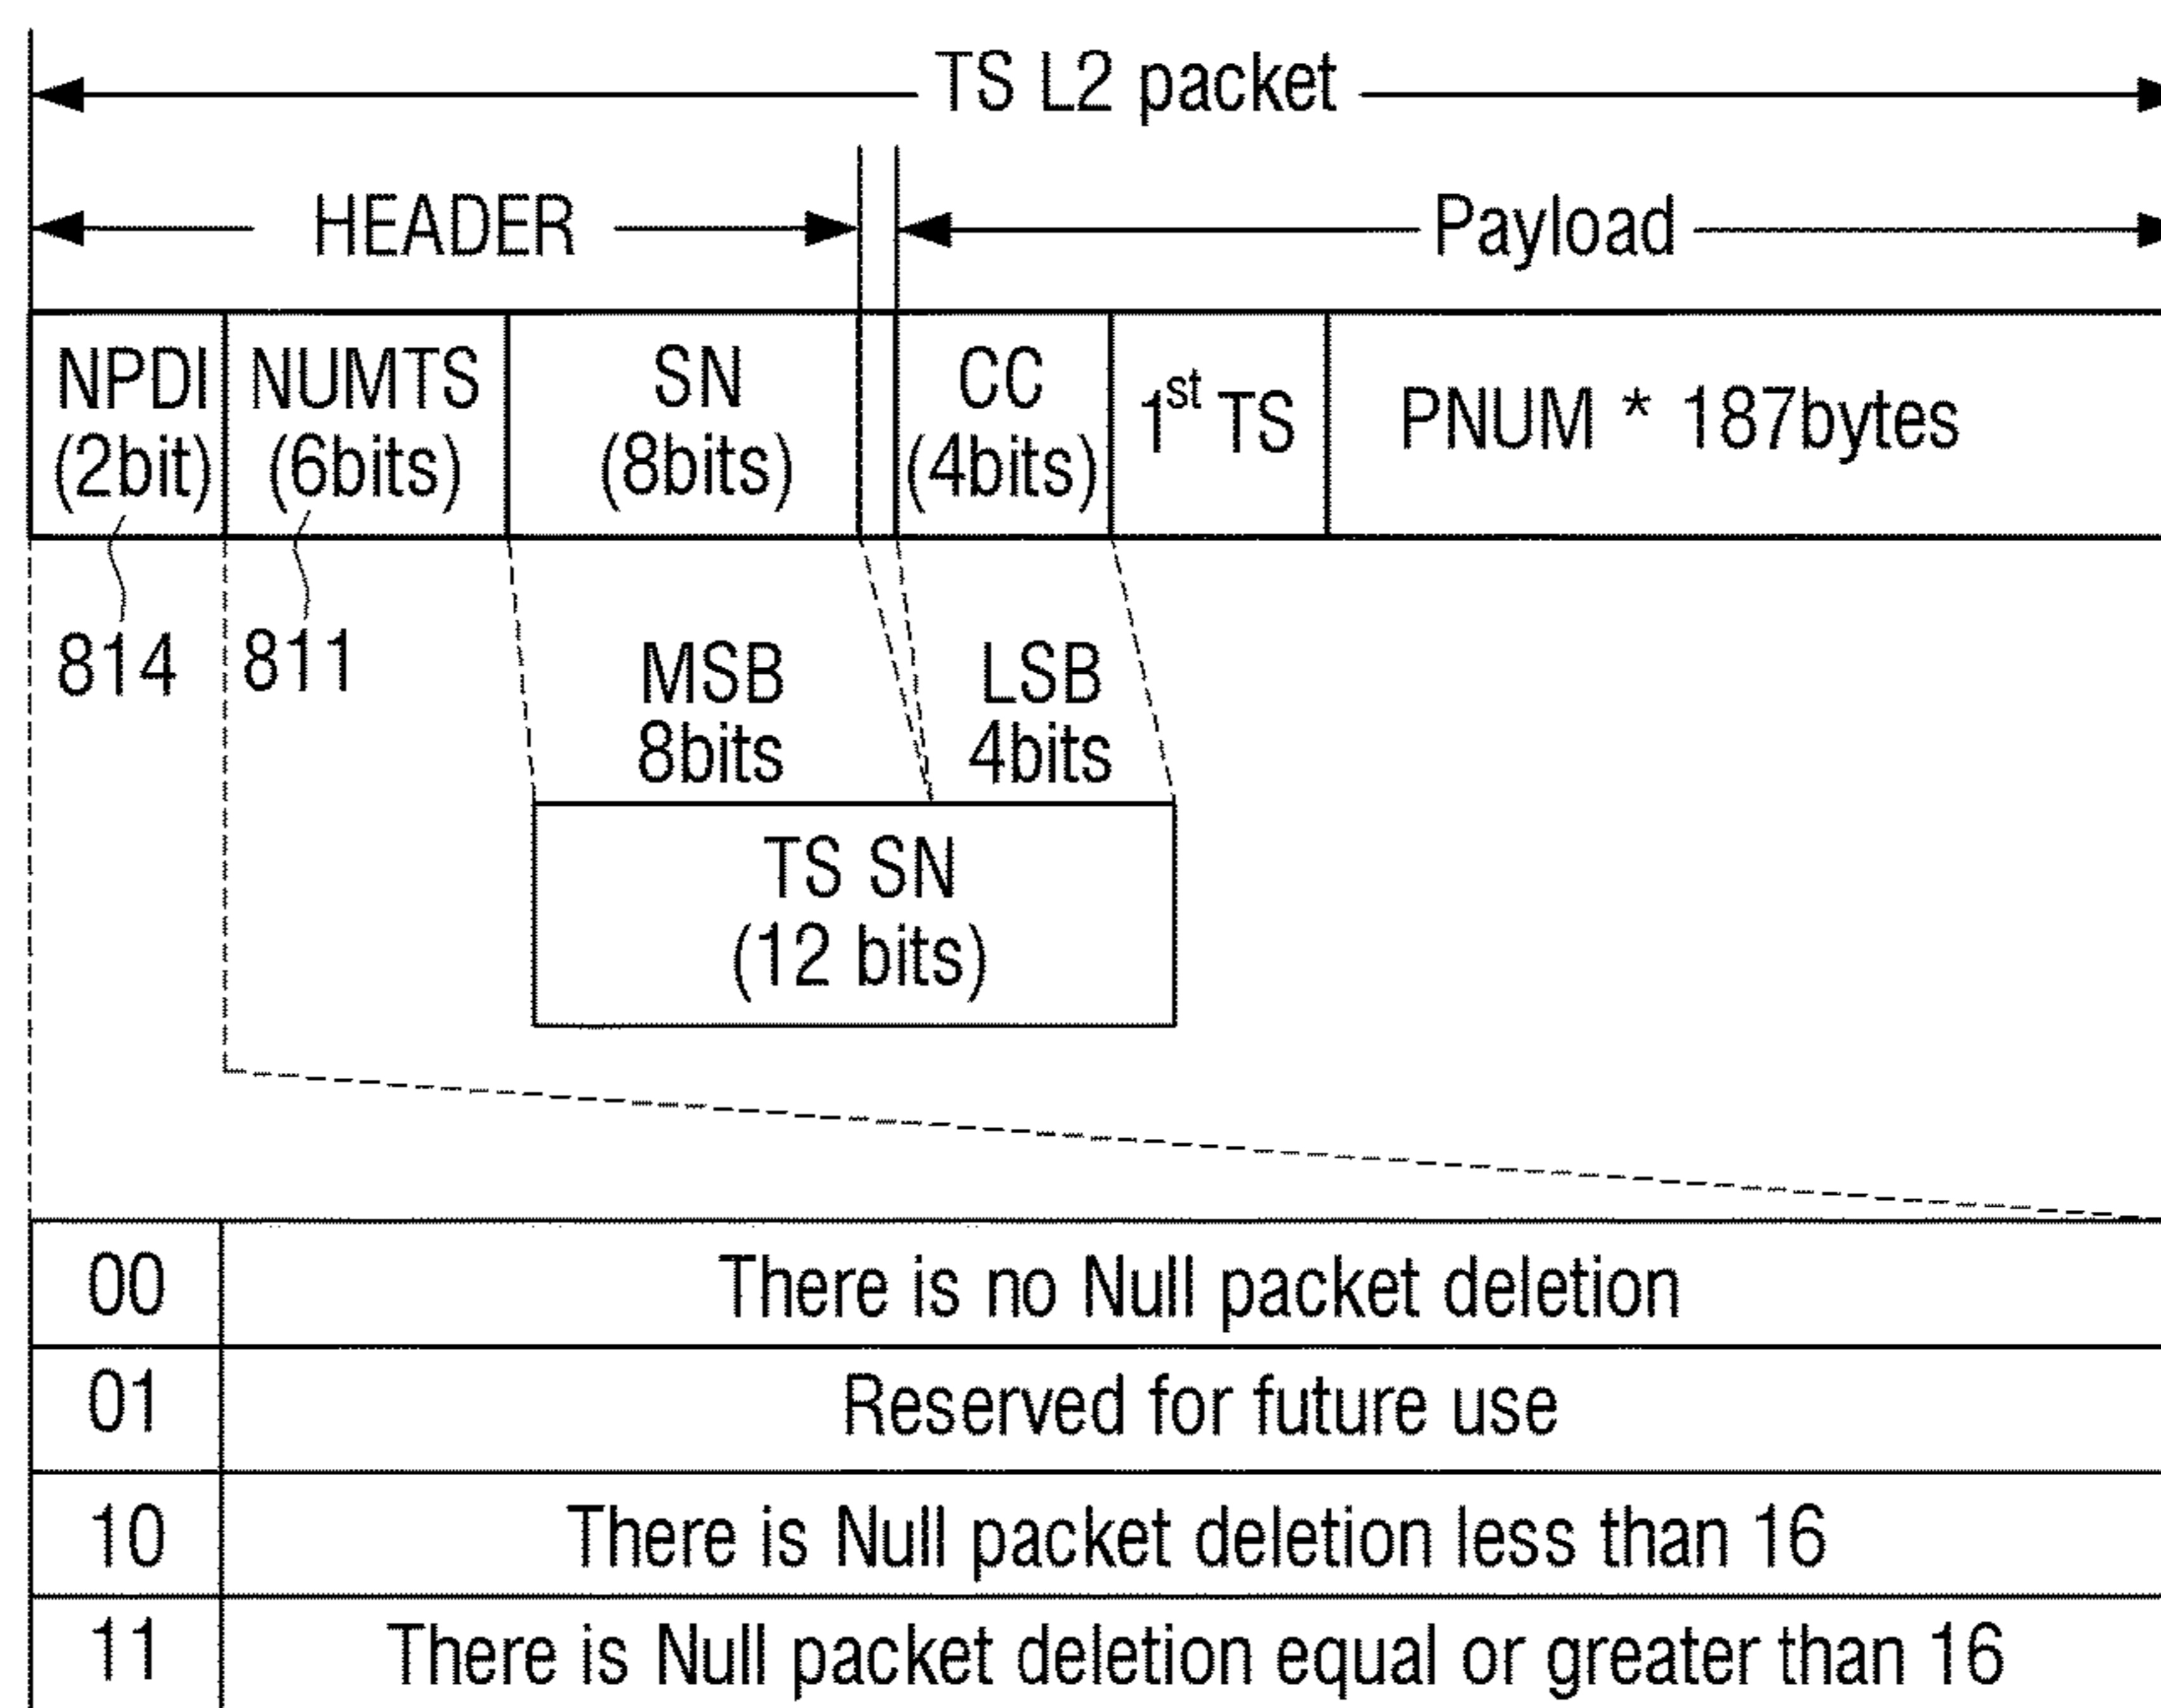 TS L2 packet
HEADER
Payload
NPDI
(2bit)
NUMTS
(6bits)
SN
(8bits)
CC
(4bits)
1st TS
PNUM * 187bytes
814
811
MSB
8bits
LSB
4bits
TS SN
(12 bits)
00 There is no Null packet deletion
01 Reserved for future use
10 There is Null packet deletion less than 16
11 There is Null packet deletion equal or greater than 16